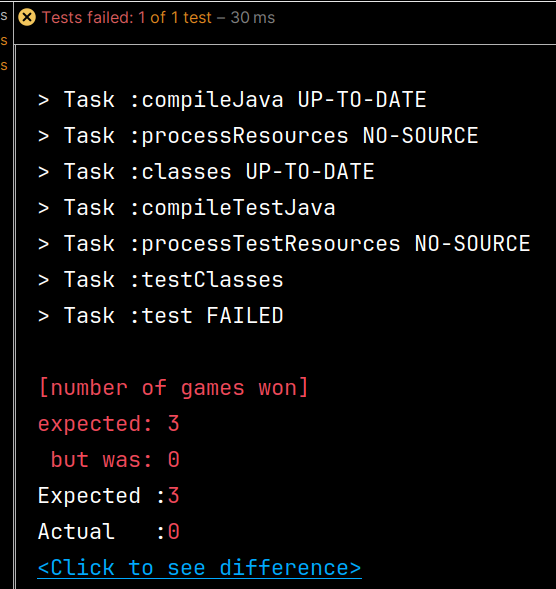 s
Tests failed: 1 of 1 test – 30 ms
s
s
> Task :compileJava UP-TO-DATE
> Task :processResources NO-SOURCE
> Task :classes UP-TO-DATE
> Task :compileTestJava
> Task :processTestResources NO-SOURCE
> Task :testClasses
> Task :test FAILED
[number of games won]
expected: 3
 but was: 0
Expected :3
Actual   :0
<Click to see difference>